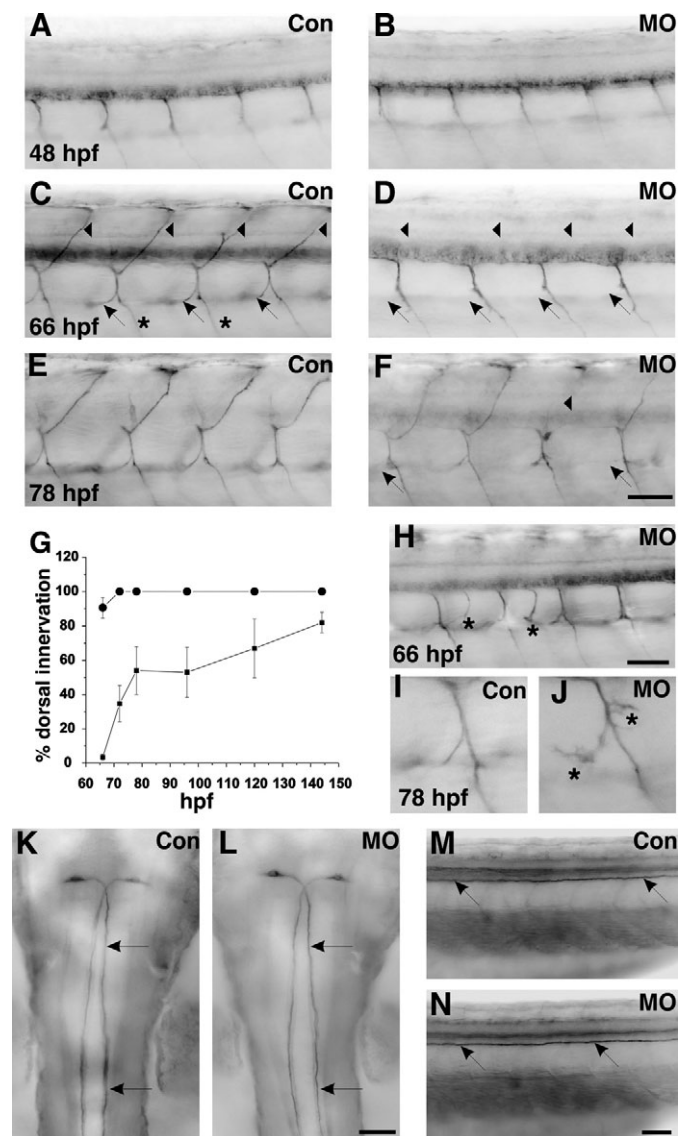 A Con
B MO
48 hpf
C Con
D MO
66 hpf
* *
E Con
F MO
78 hpf
G
% dorsal innervation
120
100
80
60
40
20
0
60 70 80 90 100 110 120 130 140 150
hpf
H MO
* *
66 hpf
I Con
J MO
*
*
78 hpf
K Con
L MO
M Con
N MO